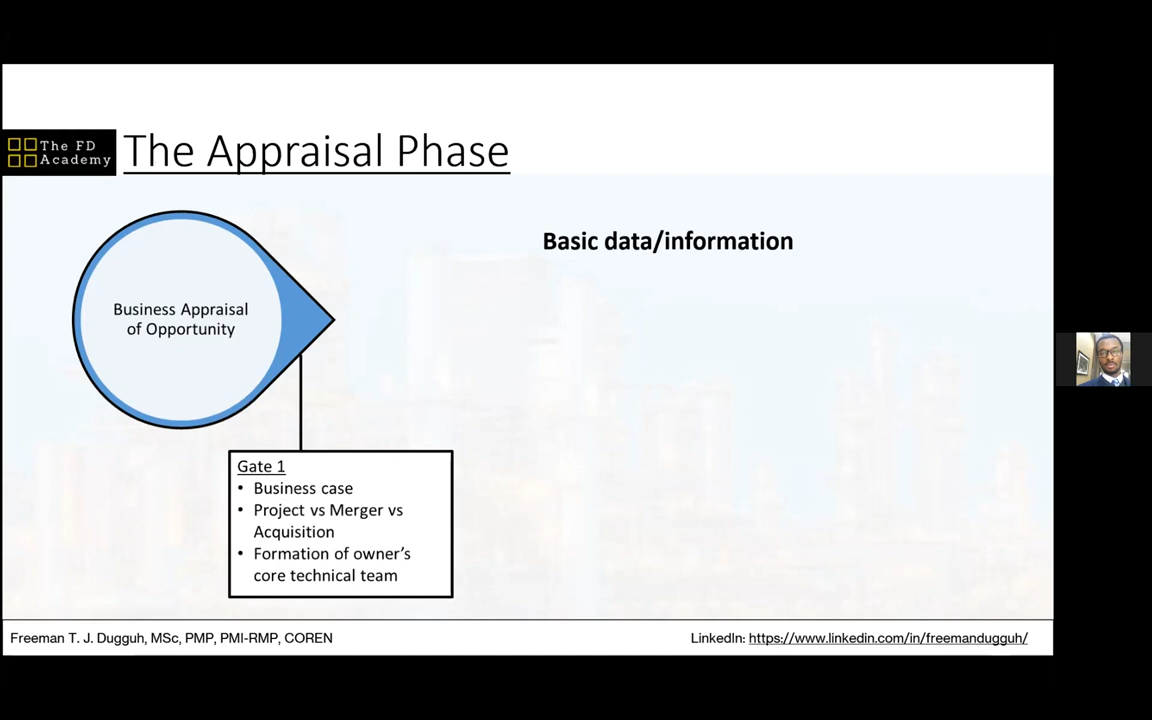 The FD
Academy
The Appraisal Phase
Basic data/information
Business Appraisal
of Opportunity
Gate 1
• Business case
• Project vs Merger vs
Acquisition
• Formation of owner's
core technical team
Freeman T. J. Dugguh, MSc, PMP, PMI-RMP, COREN
LinkedIn: https://www.linkedin.com/in/freemandugguh/